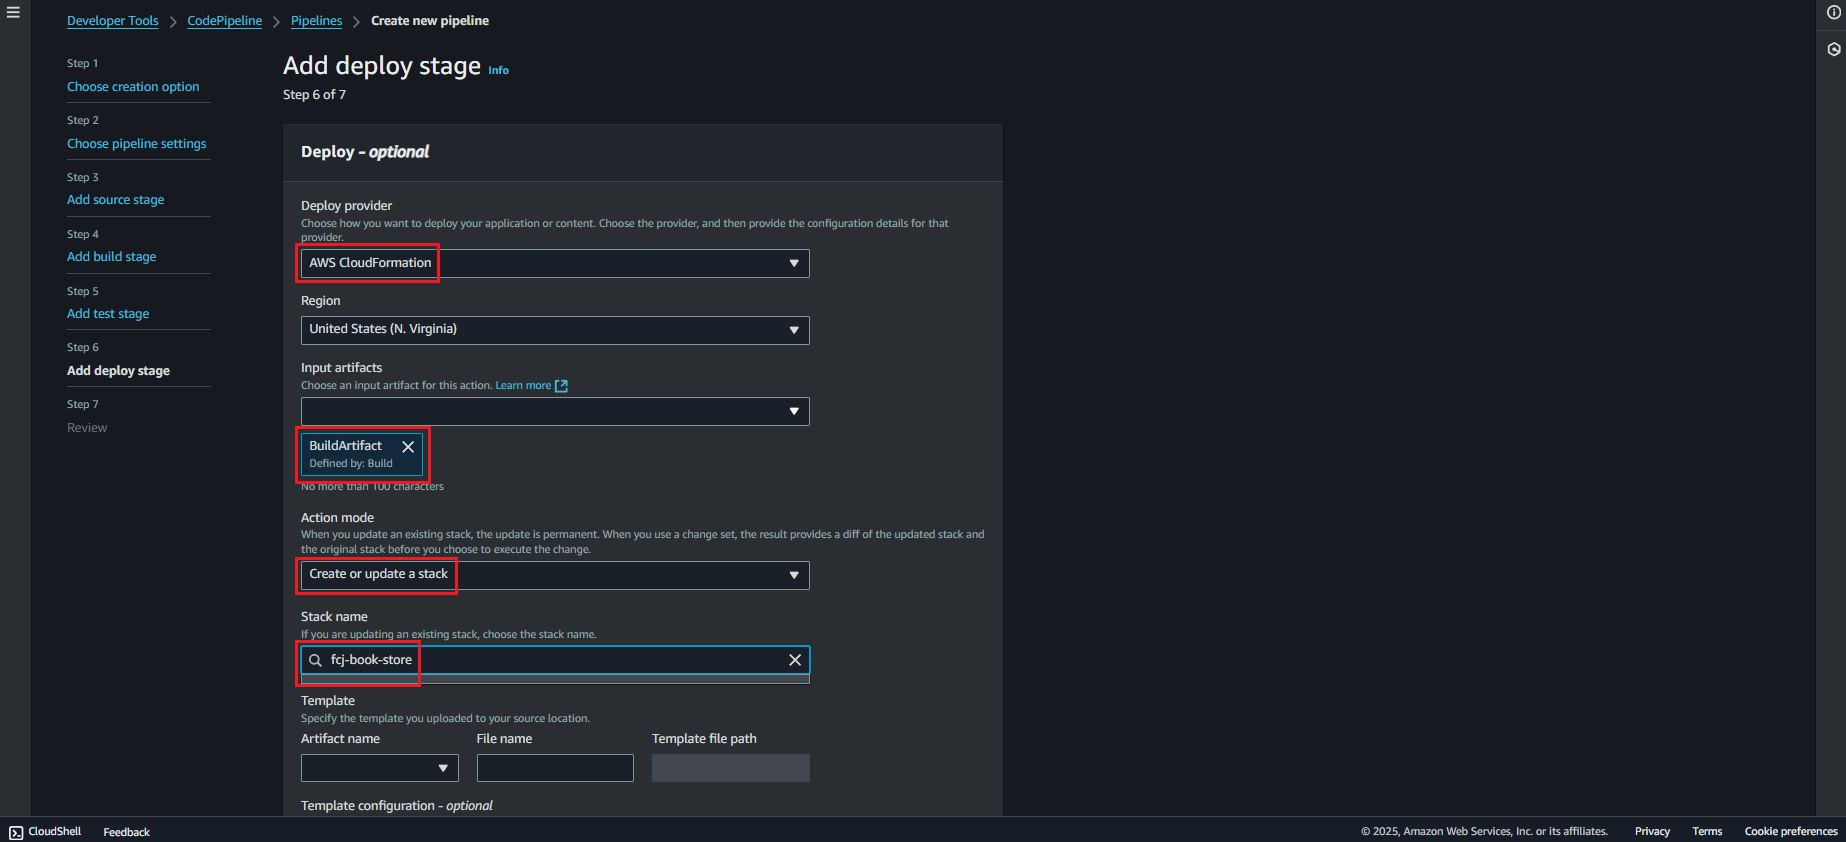 Developer Tools > CodePipeline > Pipelines > Create new pipeline
Step 1
Choose creation option
Step 2
Choose pipeline settings
Step 3
Add source stage
Step 4
Add build stage
Step 5
Add test stage
Step 6
Add deploy stage
Step 7
Review
Add deploy stage Info
Step 6 of 7
Deploy - optional
Deploy provider
Choose how you want to deploy your application or content. Choose the provider, and then provide the configuration details for that
provider.
AWS CloudFormation
Region
United States (N. Virginia)
Input artifacts
Choose an input artifact for this action. Learn more
BuildArtifact
Defined by: Build
No more than 100 characters
Action mode
When you update an existing stack, the update is permanent. When you use a change set, the result provides a diff of the updated stack and
the original stack before you choose to execute the change.
Create or update a stack
Stack name
If you are updating an existing stack, choose the stack name.
fcj-book-store
Template
Specify the template you uploaded to your source location.
Artifact name File name Template file path
Template configuration - optional
CloudShell Feedback © 2025, Amazon Web Services, Inc. or its affiliates. Privacy Terms Cookie preferences